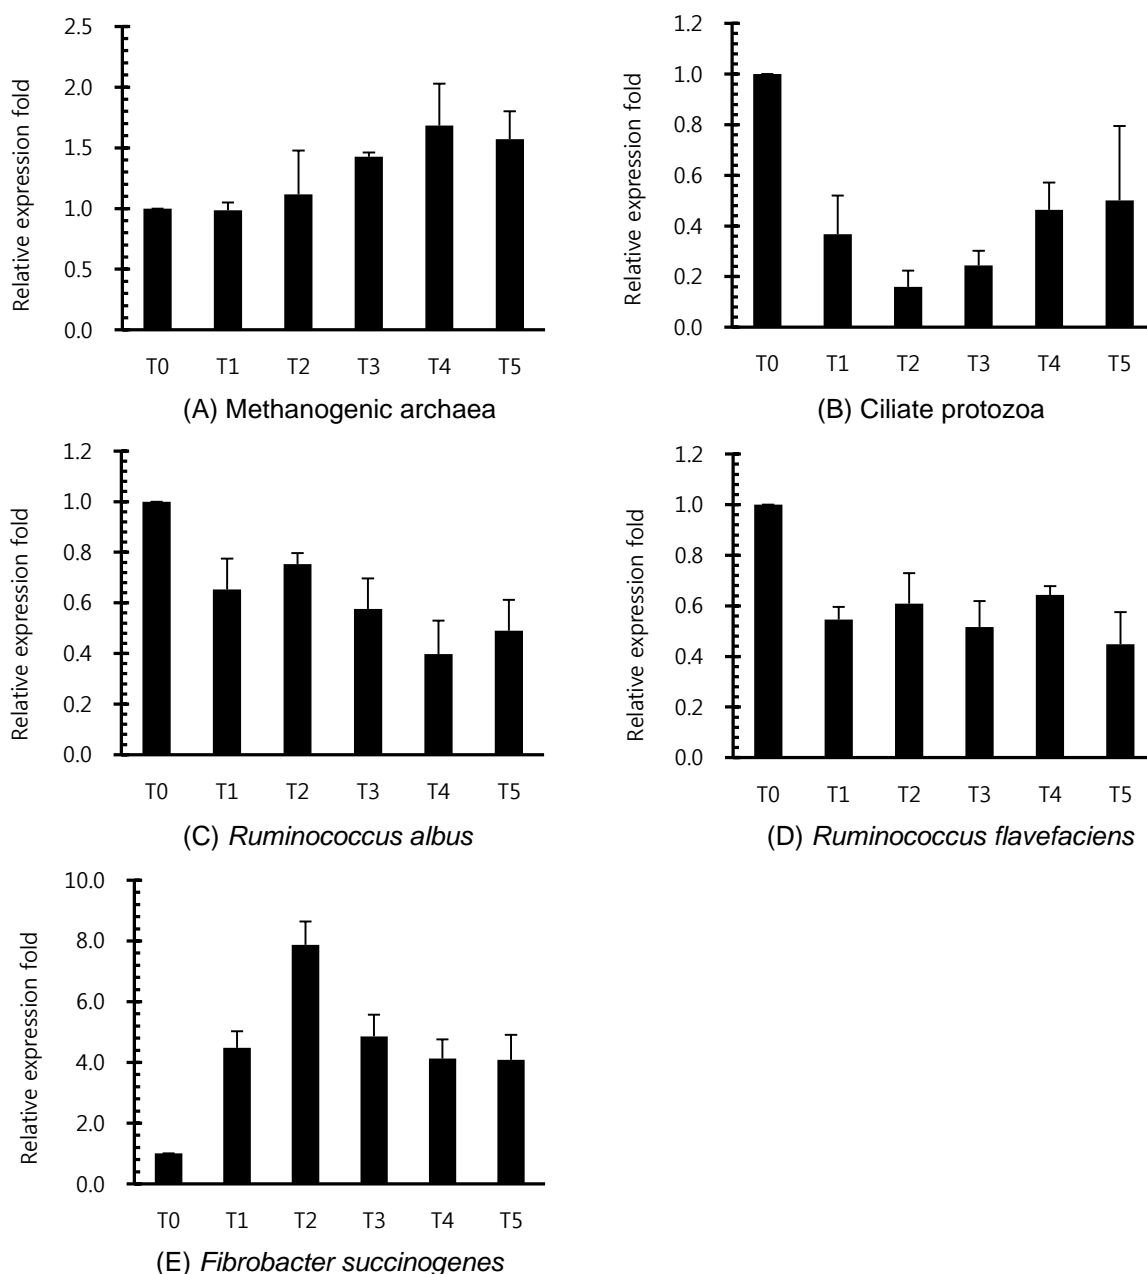 Relative expression fold
2.5
2.0
1.5
1.0
0.5
0.0
T0 T1 T2 T3 T4 T5
(A) Methanogenic archaea
Relative expression fold
1.2
1.0
0.8
0.6
0.4
0.2
0.0
T0 T1 T2 T3 T4 T5
(B) Ciliate protozoa
Relative expression fold
1.2
1.0
0.8
0.6
0.4
0.2
0.0
T0 T1 T2 T3 T4 T5
(C) Ruminococcus albus
Relative expression fold
1.2
1.0
0.8
0.6
0.4
0.2
0.0
T0 T1 T2 T3 T4 T5
(D) Ruminococcus flavefaciens
Relative expression fold
10.0
8.0
6.0
4.0
2.0
0.0
T0 T1 T2 T3 T4 T5
(E) Fibrobacter succinogenes